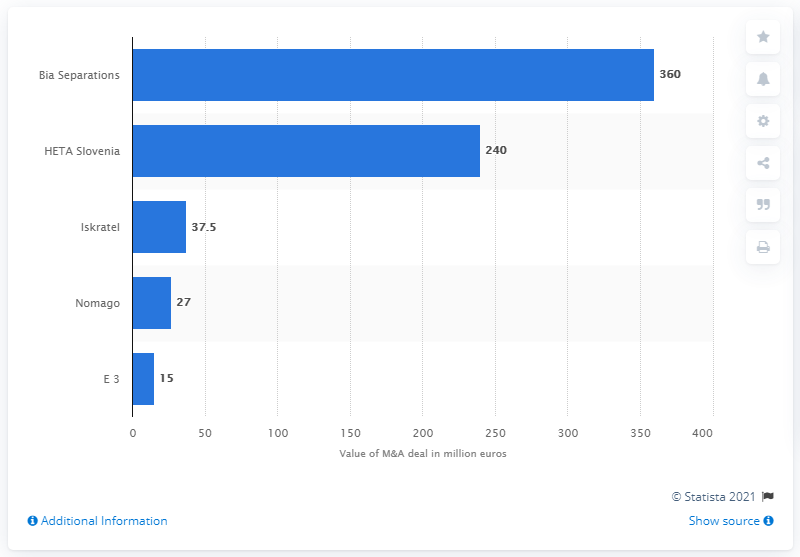 Bia Separations 360
HETA Slovenia 240
Iskratel 37.5
Nomago 27
E 3 15
0 50 100 150 200 250 300 350 400
Value of M&A deal in million euros
© Statista 2021
Additional Information Show source